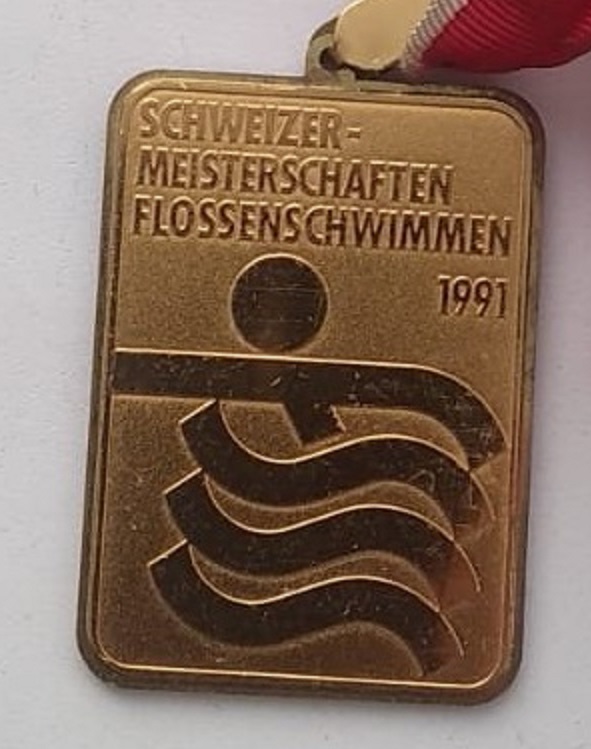 SCHWEIZER-
MEISTERSCHAFTEN
FLOSSENSCHWIMMEN
1991